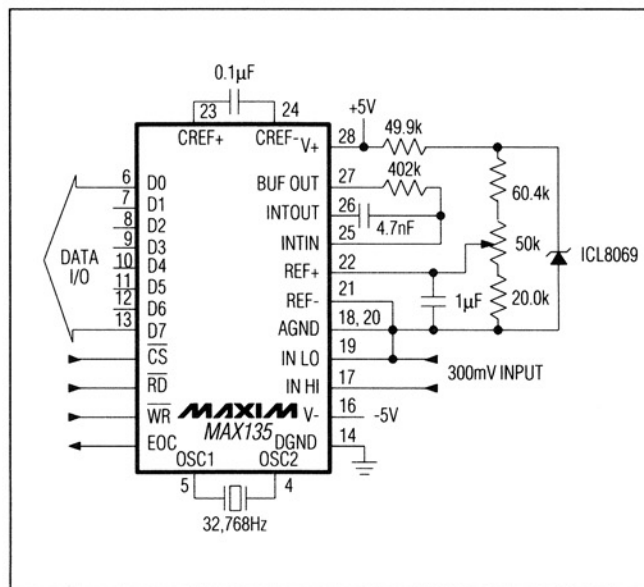 0.1μF
23 24
CREF+ CREF-
V+ 28 +5V 49.9k
60.4k
6 D0
7 D1
8 D2
9 D3
10 D4
11 D5
12 D6
13 D7
DATA I/O
BUF OUT 27 402k
INTOUT 26 4.7nF
INTIN 25
REF+ 22
50k
ICL8069
REF- 21
1μF
20.0k
AGND 18, 20
IN LO 19
300mV INPUT
IN HI 17
V- 16 -5V
DGND 14
CS
RD
WR
EOC
MAXIM
MAX135
OSC1 OSC2
5 4
32,768Hz